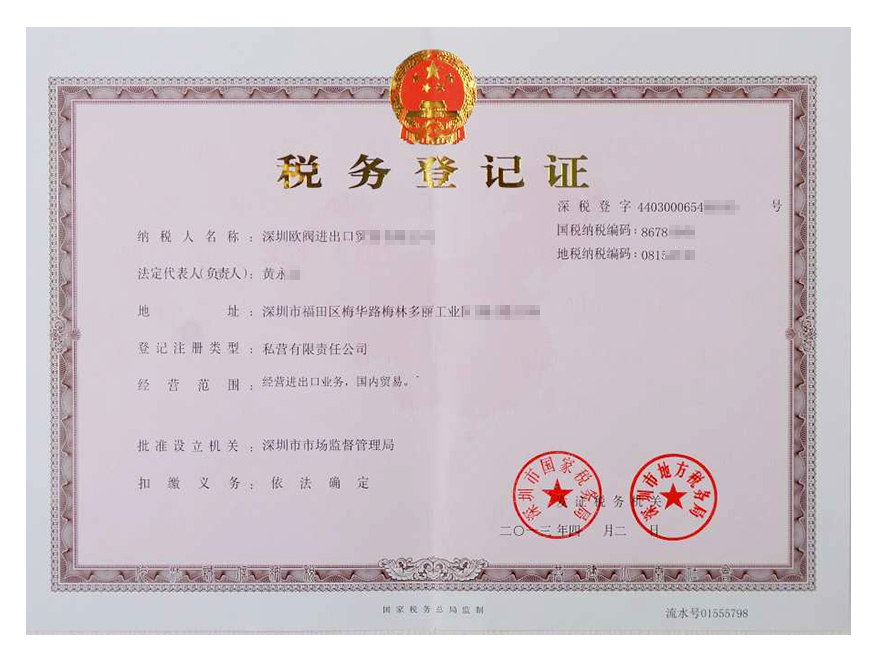 税务登记证
深税登字 4403000654 号
国税纳税编码：8678
地税纳税编码：0815
纳税人名称：深圳欧阀进出口贸
法定代表人(负责人)：黄永
地址：深圳市福田区梅华路梅林多丽工业区
登记注册类型：私营有限责任公司
经营范围：经营进出口业务，国内贸易。
批准设立机关：深圳市市场监督管理局
扣缴义务：依法确定
深圳市国家税务局
深圳市地方税务局
发证税务机关
二〇一三年四月二日
国家税务总局监制
流水号01555798